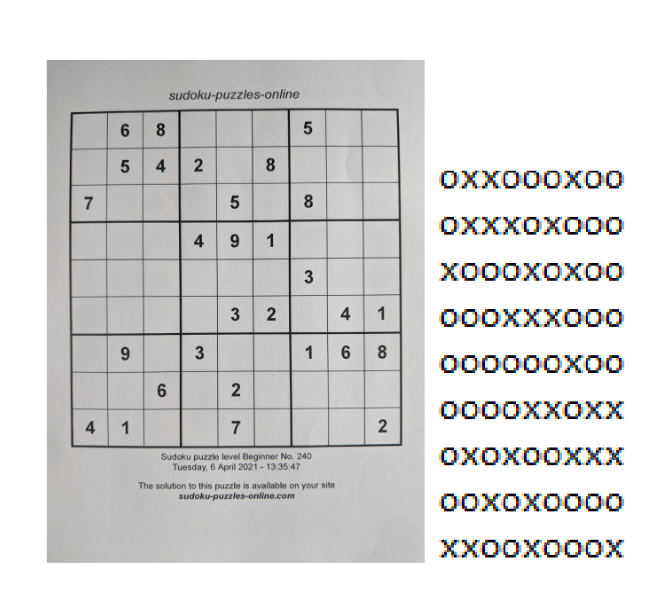 sudoku-puzzles-online
6 8 5
5 4 2 8
7 5 8
4 9 1
3
3 2 4 1
9 3 1 6 8
6 2
4 1 7 2
Sudoku puzzle level Beginner No. 240
Tuesday, 6 April 2021 - 13:35:47
The solution to this puzzle is available on your site
sudoku-puzzles-online.com
OXXOOOXOO
OXXXOXOOO
XOOOXOXOO
OOOXXXOOO
OOOOOOXOO
OOOOXXOXX
OXOXOOXXX
OOXOXOOOO
XXOOXOOOX